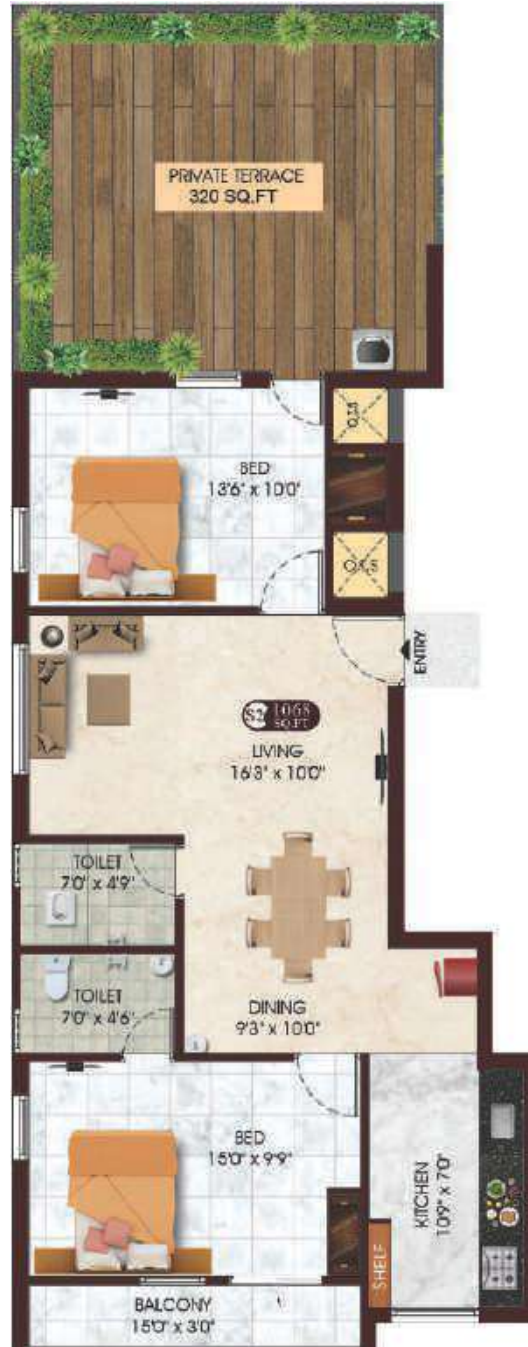 PRIVATE TERRACE
320 SQ.FT
O.T.S
BED
13'6" x 10'0"
O.T.S
ENTRY
S2 1068
SQ.FT
LIVING
16'3" x 10'0"
TOILET
7'0" x 4'9"
TOILET
7'0" x 4'6"
DINING
9'3" x 10'0"
BED
15'0" x 9'9"
KITCHEN
10'9" x 7'0"
SHELF
BALCONY
15'0" x 3'0"